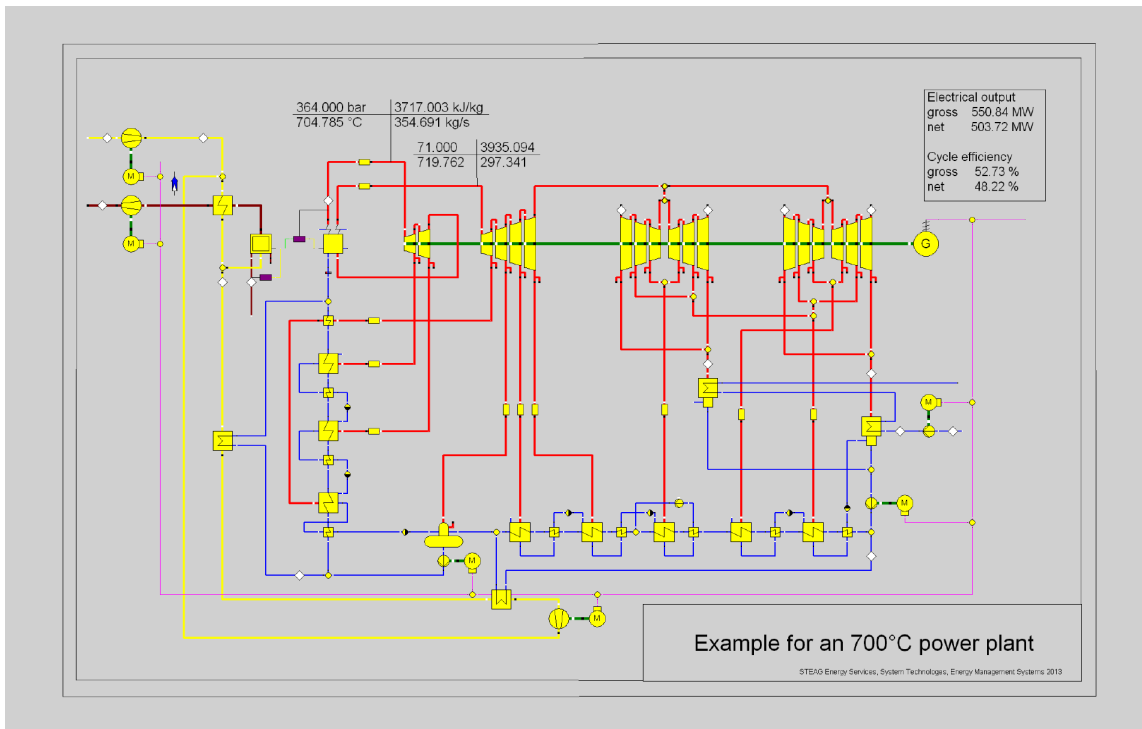 364.000 bar 3717.003 kJ/kg
704.785 °C 354.691 kg/s
71.000 3935.094
719.762 297.341
Electrical output
gross 550.84 MW
net 503.72 MW
Cycle efficiency
gross 52.73 %
net 48.22 %
M
M
G
M
M
M
M
Example for an 700°C power plant
STEAG Energy Services, System Technologes, Energy Management Systems 2013